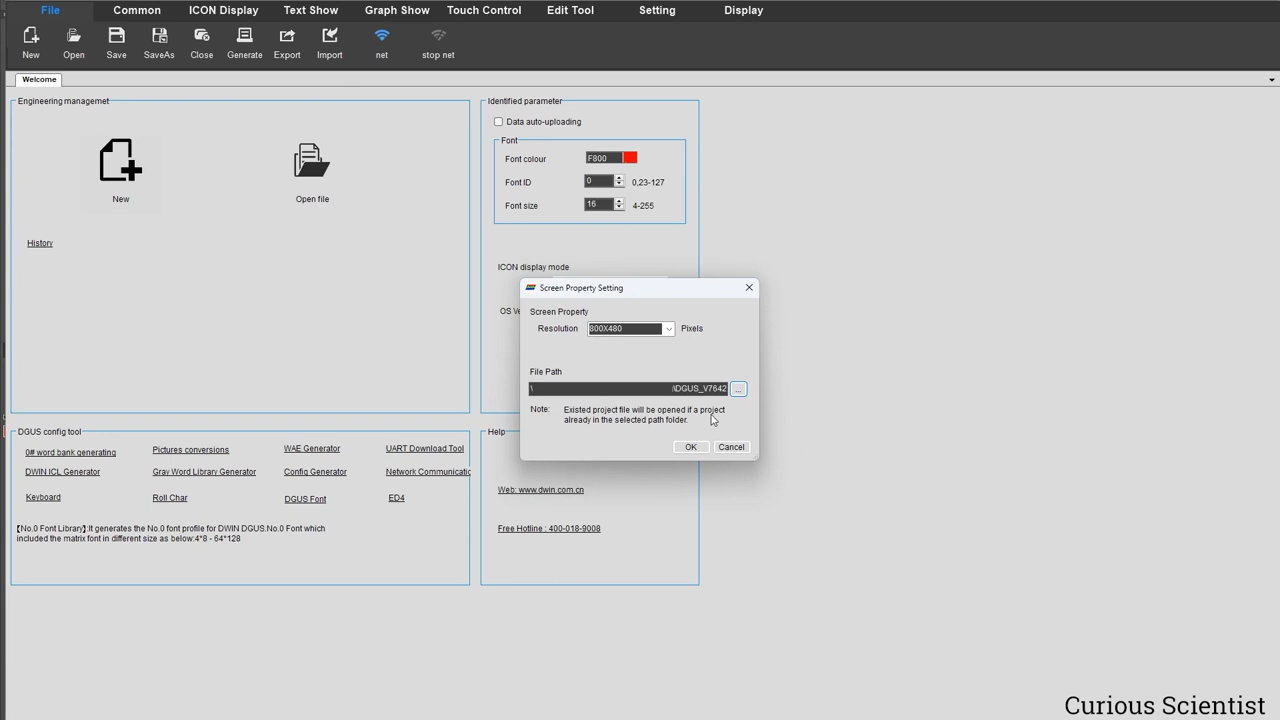 File Common ICON Display Text Show Graph Show Touch Control Edit Tool Setting Display
New Open Save SaveAs Close Generate Export Import net stop net
Welcome
Engineering managemet
New
Open file
History
Identified parameter
Data auto-uploading
Font
Font colour F800
Font ID 0 0,23-127
Font size 16 4-255
ICON display mode
OS Ve
Screen Property Setting
Screen Property
Resolution 800X480 Pixels
File Path
\ \DGUS_V7642 ...
Note: Existed project file will be opened if a project
already in the selected path folder.
OK Cancel
DGUS config tool
0# word bank generating Pictures conversions WAE Generator UART Download Tool
DWIN ICL Generator Gray Word Library Generator Config Generator Network Communicatio
Keyboard Roll Char DGUS Font ED4
【No.0 Font Library】:It generates the No.0 font profile for DWIN DGUS.No.0 Font which
included the matrix font in different size as below:4*8 - 64*128
Help
Web: www.dwin.com.cn
Free Hotline : 400-018-9008
Curious Scientist